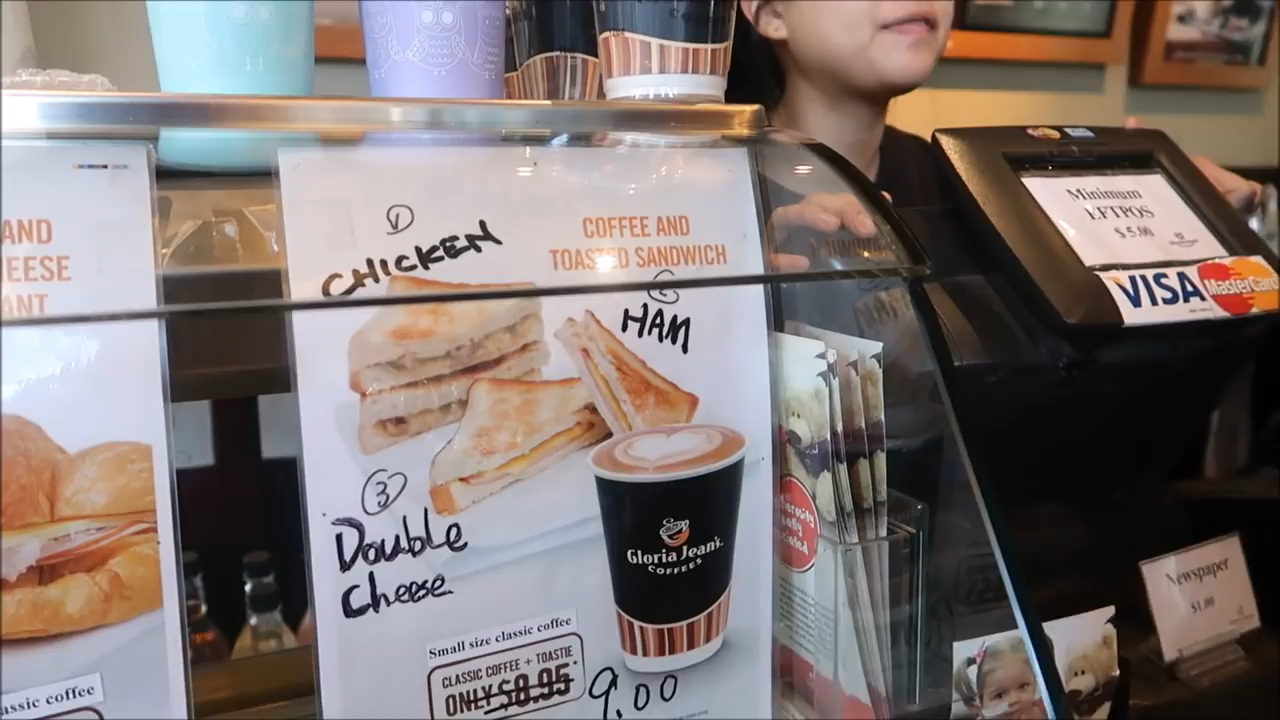 AND
HEESE
ANT
assic coffee
①
CHICKEN
COFFEE AND
TOASTED SANDWICH
②
HAM
③
Double
Cheese
Gloria Jean's
COFFEES
Small size classic coffee
CLASSIC COFFEE + TOASTIE
ONLY $8.95
9.00
Minimum
EFTPOS
$5.00
VISA
MasterCard
Newspaper
$1.00